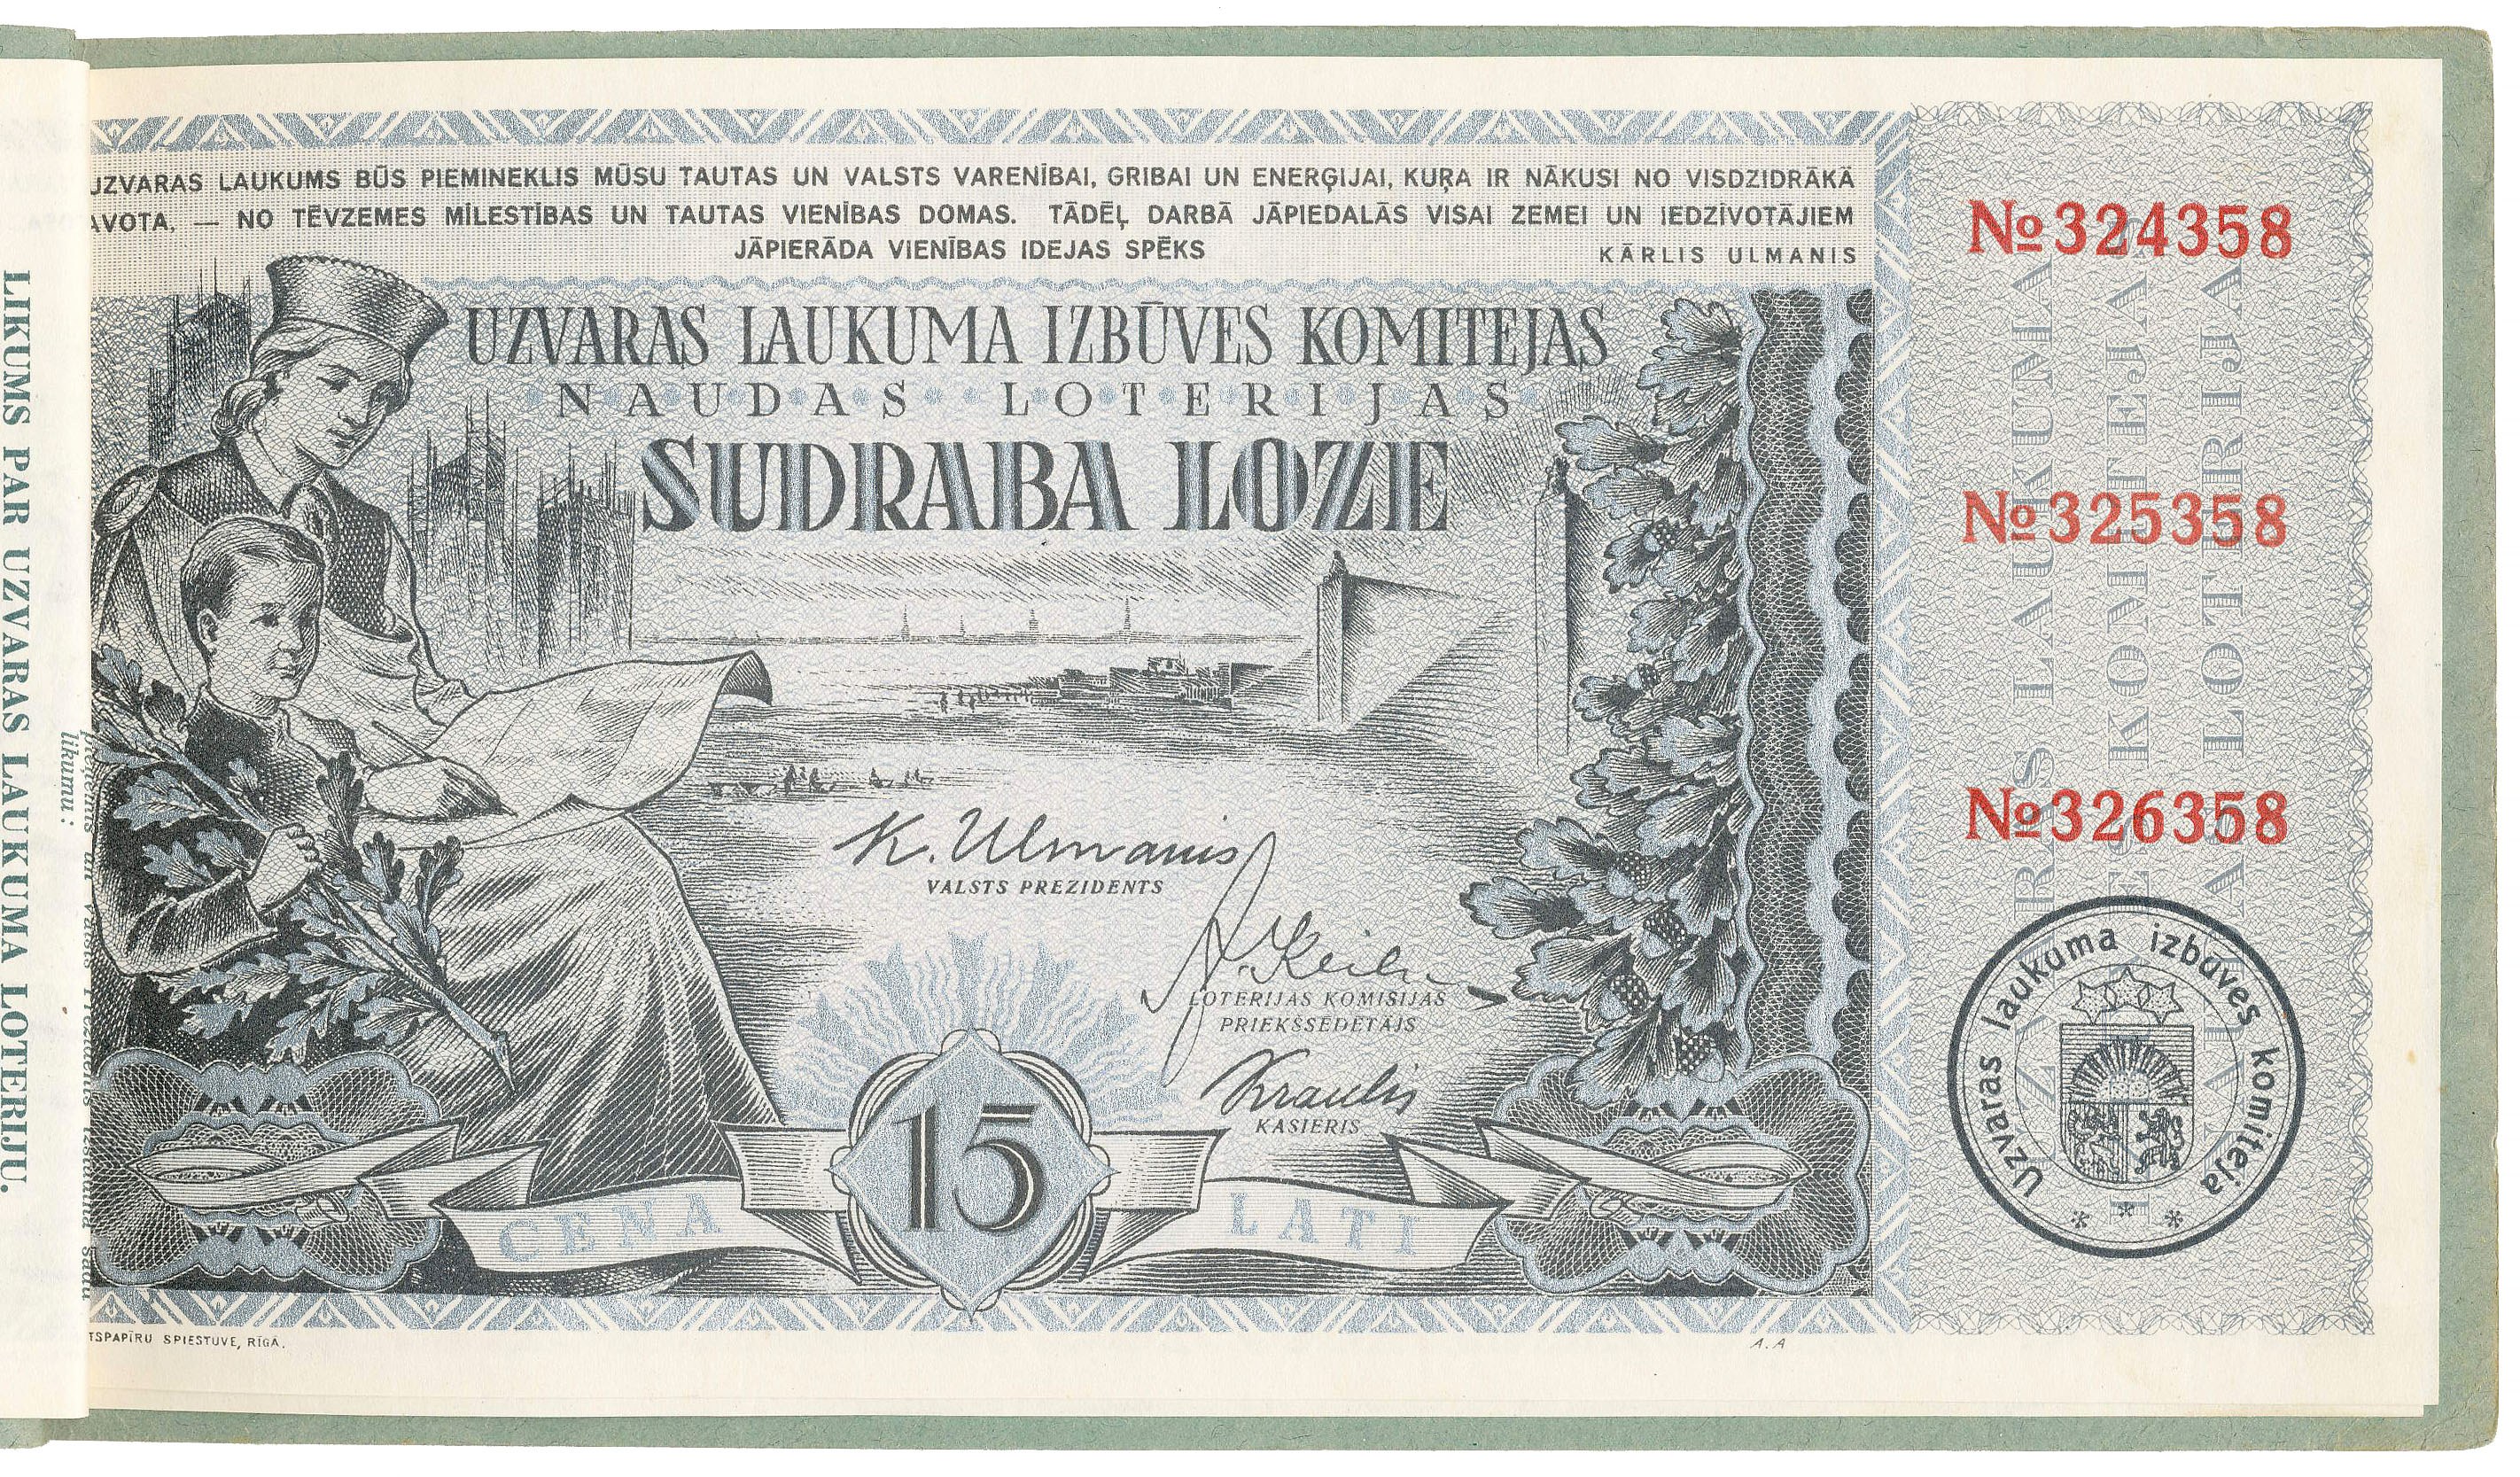 UZVARAS LAUKUMS BŪS PIEMINEKLIS MŪSU TAUTAS UN VALSTS VARENĪBAI, GRIBAI UN ENERĢIJAI, KUŖA IR NĀKUSI NO VISDZIDRĀKĀ
AVOTA, — NO TĒVZEMES MĪLESTĪBAS UN TAUTAS VIENĪBAS DOMAS. TĀDĒĻ DARBĀ JĀPIEDALĀS VISAI ZEMEI UN IEDZĪVOTĀJIEM
JĀPIERĀDA VIENĪBAS IDEJAS SPĒKS
KĀRLIS ULMANIS
UZVARAS LAUKUMA IZBŪVES KOMITEJAS
NAUDAS LOTERIJAS
SUDRABA LOZE
K. Ulmanis
VALSTS PREZIDENTS
LOTERIJAS KOMISIJAS
PRIEKŠSĒDĒTĀJS
KASIERIS
CENA 15 LATI
TSPAPĪRU SPIESTUVE, RĪGĀ.
A. A
№324358
№325358
№326358
Uzvaras laukuma izbūves komiteja
* * *
LIKUMS PAR UZVARAS LAUKUMA LOTERIJU.
likumu: